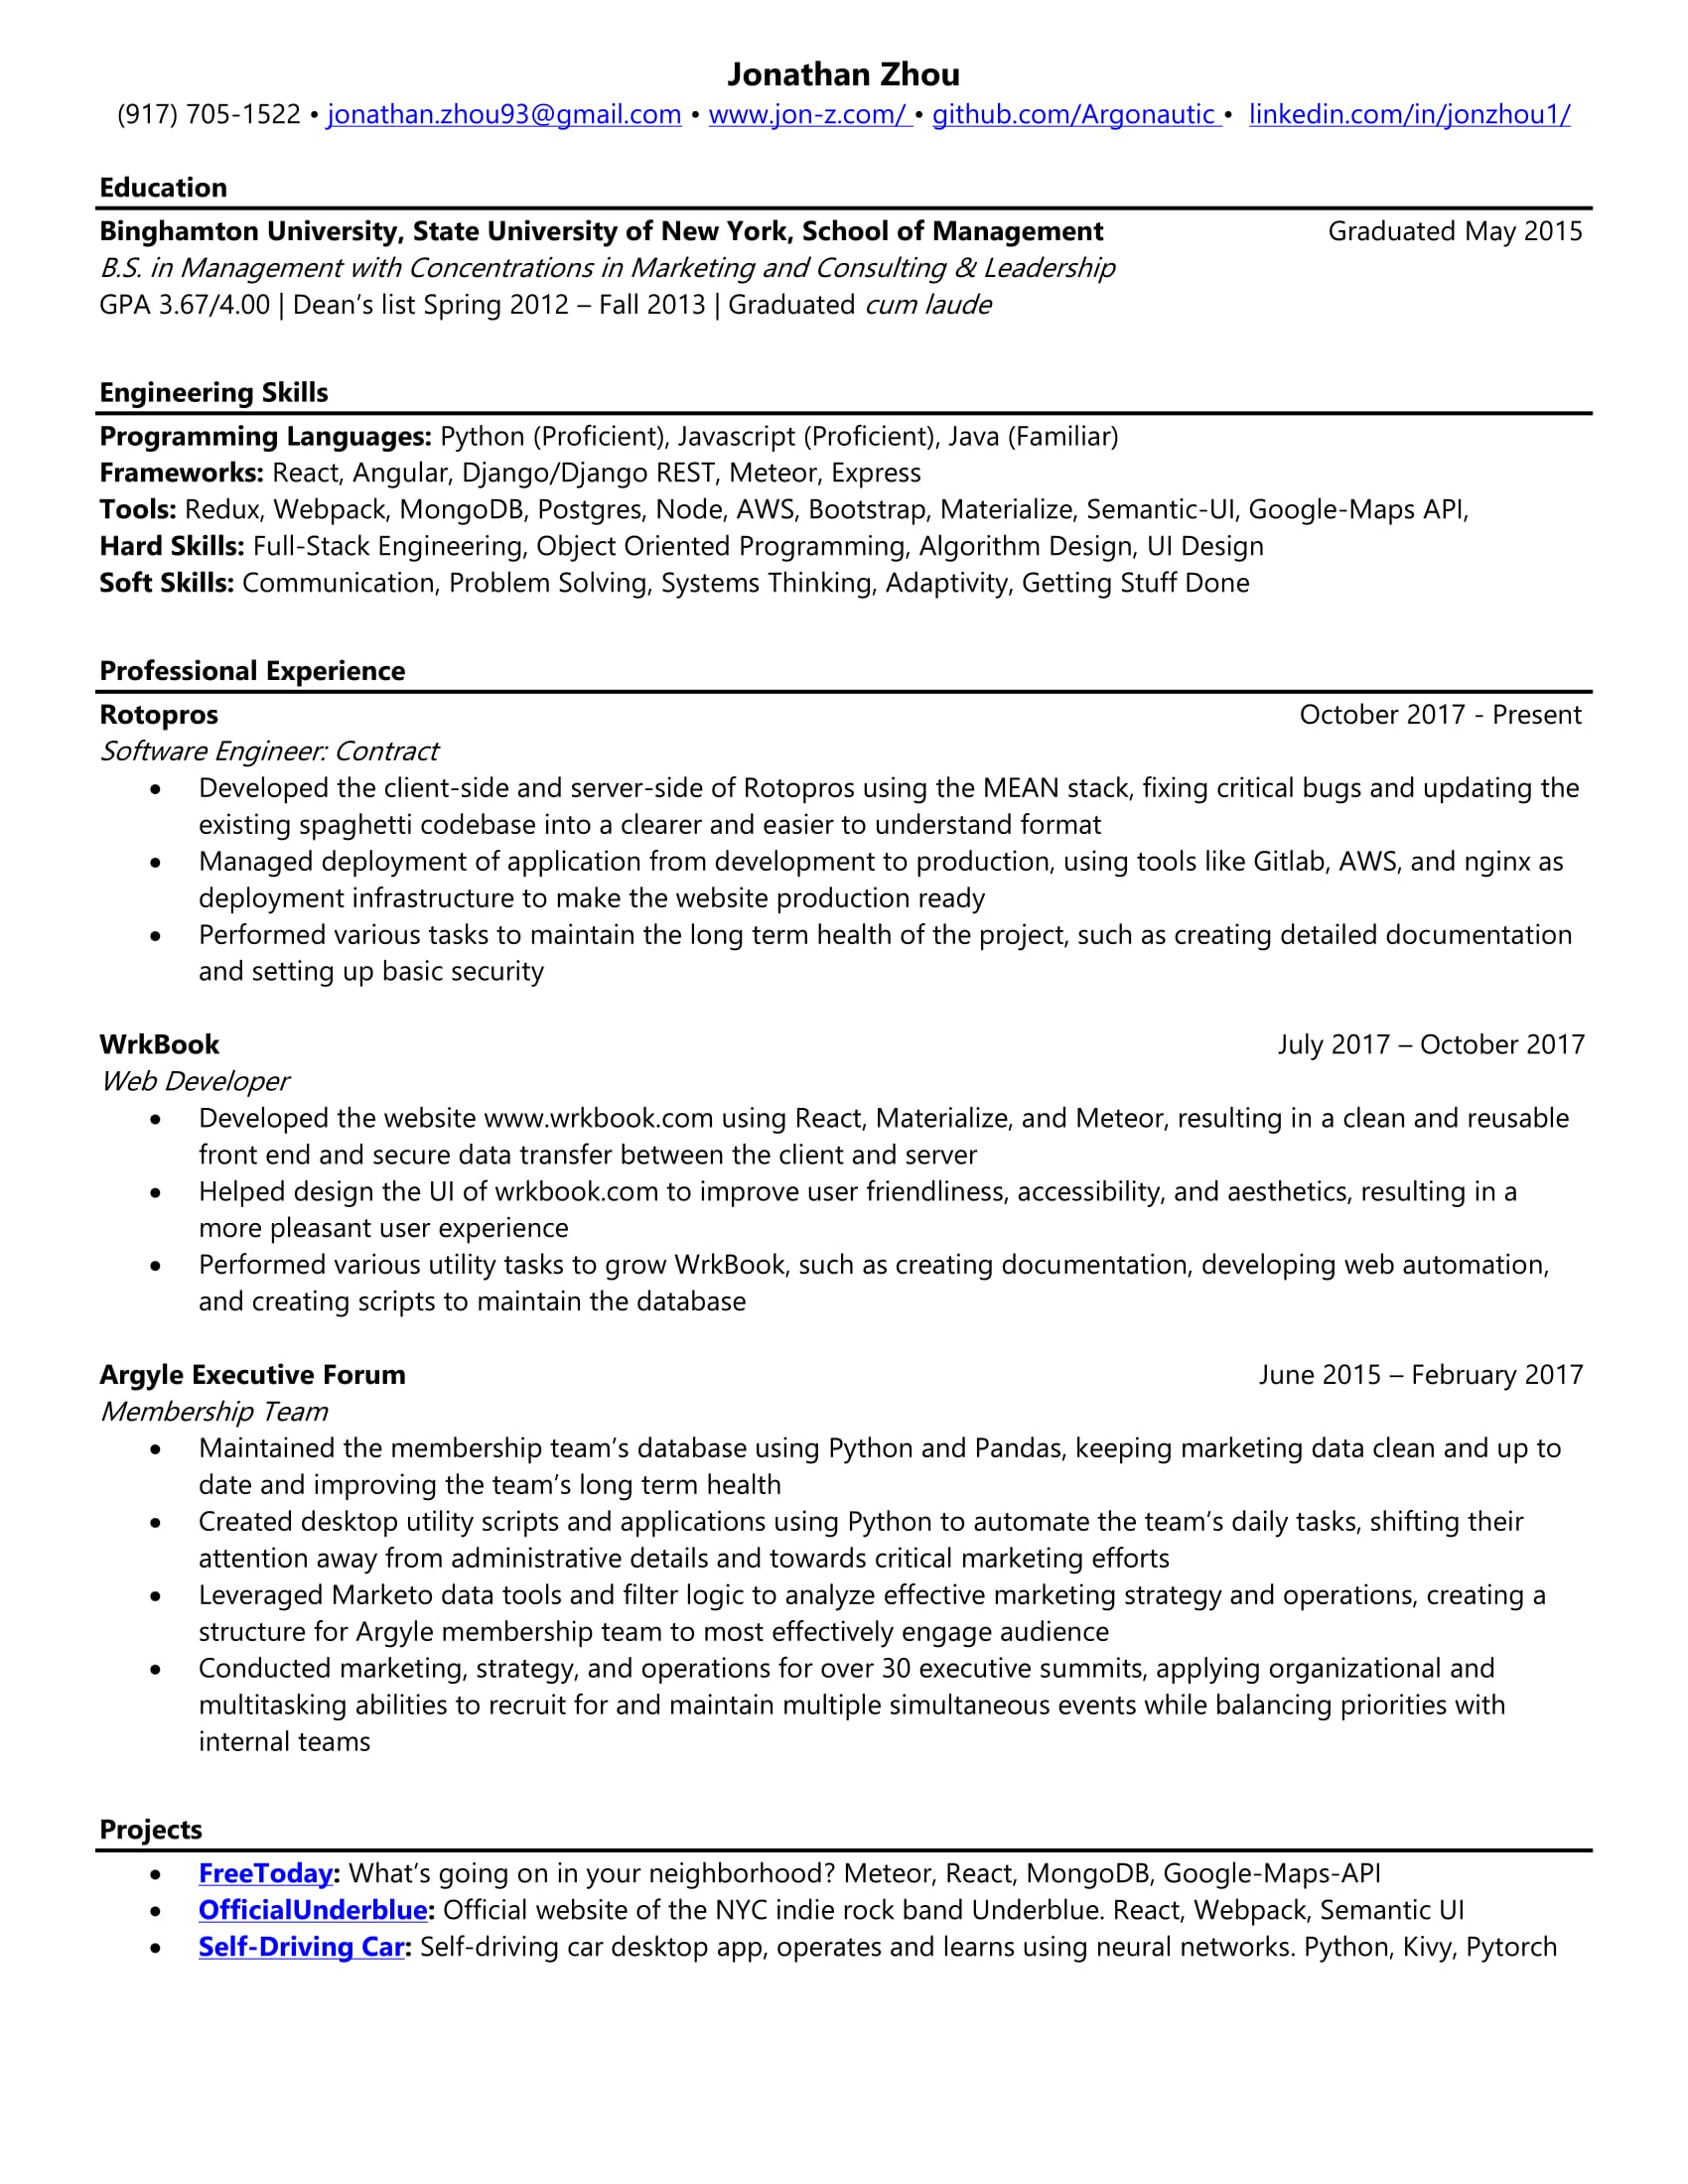 Jonathan Zhou
(917) 705-1522 • jonathan.zhou93@gmail.com • www.jon-z.com/ • github.com/Argonautic • linkedin.com/in/jonzhou1/
Education
Binghamton University, State University of New York, School of Management Graduated May 2015
B.S. in Management with Concentrations in Marketing and Consulting & Leadership
GPA 3.67/4.00 | Dean’s list Spring 2012 – Fall 2013 | Graduated cum laude
Engineering Skills
Programming Languages: Python (Proficient), Javascript (Proficient), Java (Familiar)
Frameworks: React, Angular, Django/Django REST, Meteor, Express
Tools: Redux, Webpack, MongoDB, Postgres, Node, AWS, Bootstrap, Materialize, Semantic-UI, Google-Maps API,
Hard Skills: Full-Stack Engineering, Object Oriented Programming, Algorithm Design, UI Design
Soft Skills: Communication, Problem Solving, Systems Thinking, Adaptivity, Getting Stuff Done
Professional Experience
Rotopros October 2017 - Present
Software Engineer: Contract
• Developed the client-side and server-side of Rotopros using the MEAN stack, fixing critical bugs and updating the
existing spaghetti codebase into a clearer and easier to understand format
• Managed deployment of application from development to production, using tools like Gitlab, AWS, and nginx as
deployment infrastructure to make the website production ready
• Performed various tasks to maintain the long term health of the project, such as creating detailed documentation
and setting up basic security
WrkBook July 2017 – October 2017
Web Developer
• Developed the website www.wrkbook.com using React, Materialize, and Meteor, resulting in a clean and reusable
front end and secure data transfer between the client and server
• Helped design the UI of wrkbook.com to improve user friendliness, accessibility, and aesthetics, resulting in a
more pleasant user experience
• Performed various utility tasks to grow WrkBook, such as creating documentation, developing web automation,
and creating scripts to maintain the database
Argyle Executive Forum June 2015 – February 2017
Membership Team
• Maintained the membership team’s database using Python and Pandas, keeping marketing data clean and up to
date and improving the team’s long term health
• Created desktop utility scripts and applications using Python to automate the team’s daily tasks, shifting their
attention away from administrative details and towards critical marketing efforts
• Leveraged Marketo data tools and filter logic to analyze effective marketing strategy and operations, creating a
structure for Argyle membership team to most effectively engage audience
• Conducted marketing, strategy, and operations for over 30 executive summits, applying organizational and
multitasking abilities to recruit for and maintain multiple simultaneous events while balancing priorities with
internal teams
Projects
• FreeToday: What’s going on in your neighborhood? Meteor, React, MongoDB, Google-Maps-API
• OfficialUnderblue: Official website of the NYC indie rock band Underblue. React, Webpack, Semantic UI
• Self-Driving Car: Self-driving car desktop app, operates and learns using neural networks. Python, Kivy, Pytorch